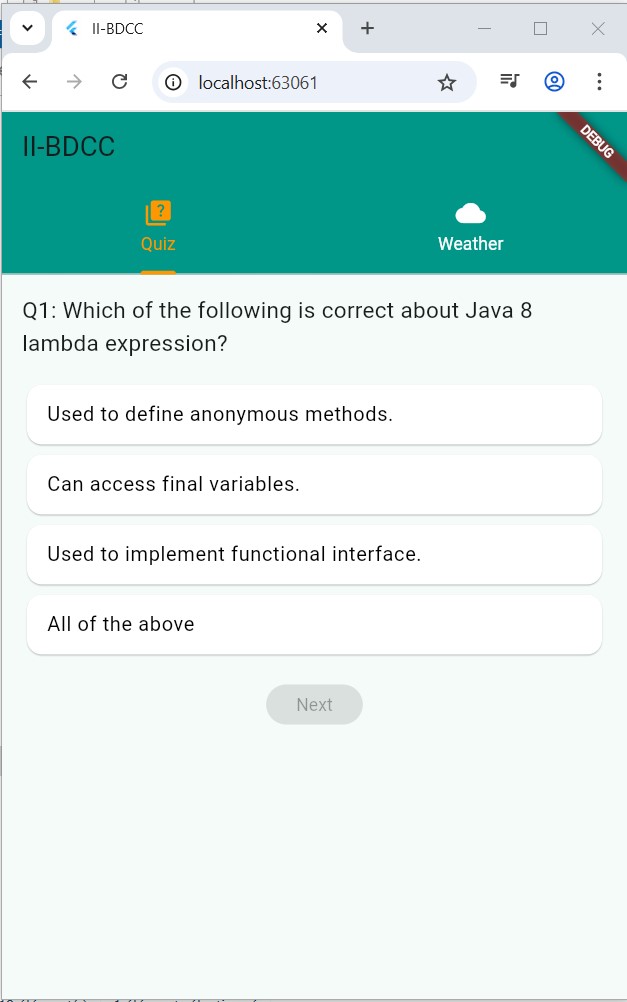 II-BDCC
localhost:63061
II-BDCC
DEBUG
Quiz
Weather
Q1: Which of the following is correct about Java 8
lambda expression?
Used to define anonymous methods.
Can access final variables.
Used to implement functional interface.
All of the above
Next